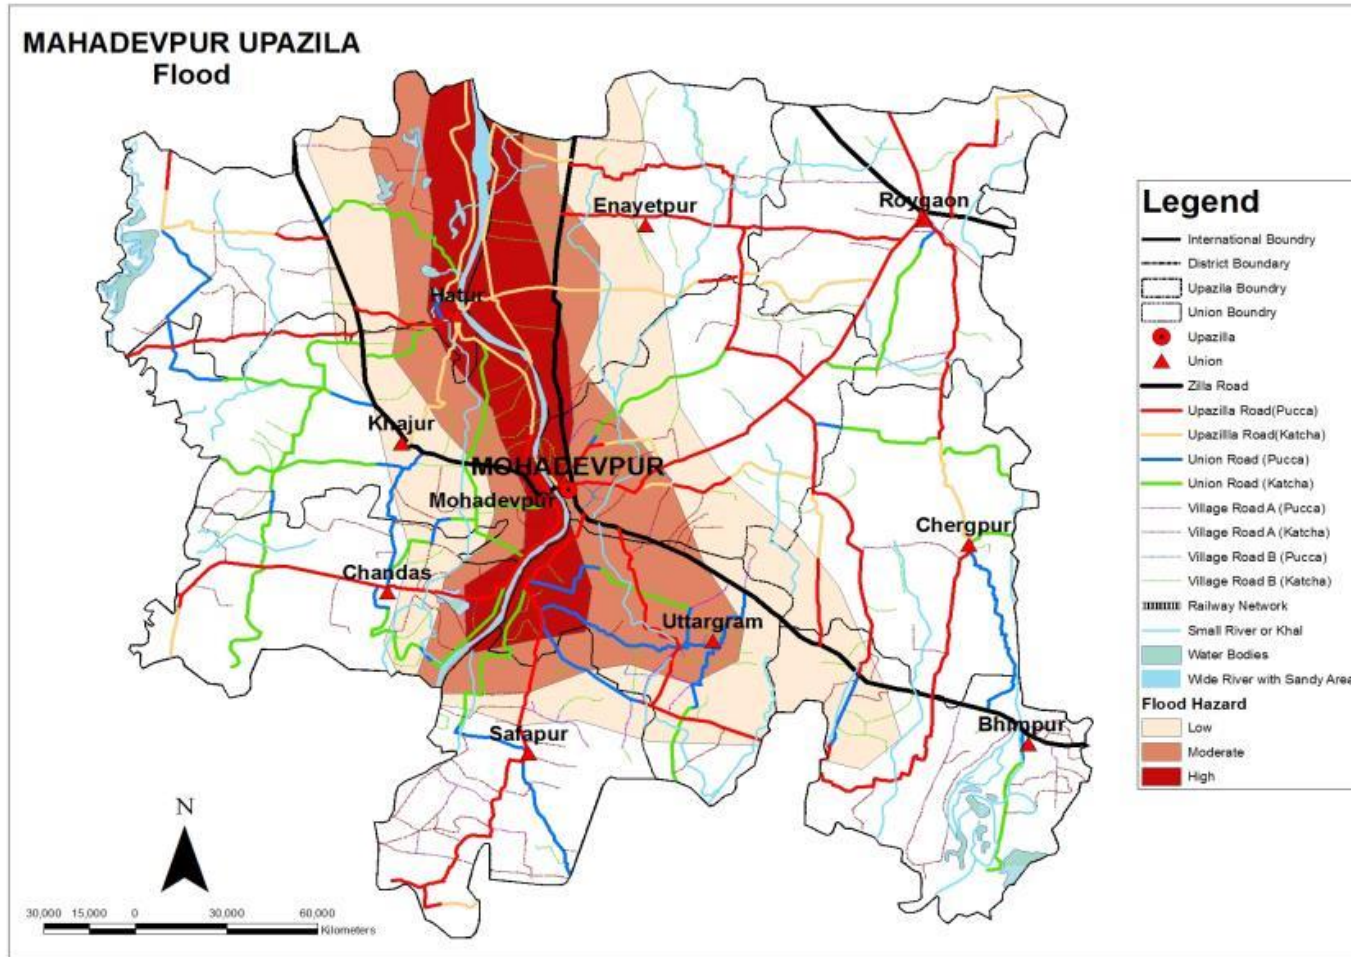 MAHADEVPUR UPAZILA
Flood
Enayetpur
Roygaon
Hatur
Khajur
MOHADEVPUR
Mohadevpur
Chergpur
Chandas
Uttargram
Safapur
Bhimpur
N
30,000 15,000 0 30,000 60,000
Kilometers
Legend
International Boundry
District Boundary
Upazila Boundry
Union Boundry
Upazilla
Union
Zilla Road
Upazilla Road(Pucca)
Upazillla Road(Katcha)
Union Road (Pucca)
Union Road (Katcha)
Village Road A (Pucca)
Village Road A (Katcha)
Village Road B (Pucca)
Village Road B (Katcha)
Railway Network
Small River or Khal
Water Bodies
Wide River with Sandy Area
Flood Hazard
Low
Moderate
High